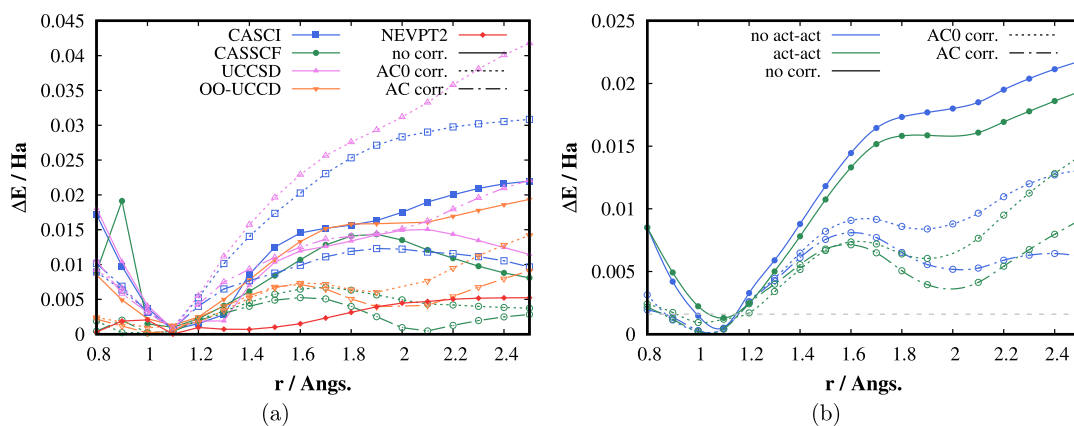 CASCI
CASSCF
UCCSD
OO-UCCD
NEVPT2
no corr.
AC0 corr.
AC corr.
ΔE / Ha
0.045
0.04
0.035
0.03
0.025
0.02
0.015
0.01
0.005
0
0.8 1 1.2 1.4 1.6 1.8 2 2.2 2.4
r / Angs.
(a)
no act-act
act-act
no corr.
AC0 corr.
AC corr.
ΔE / Ha
0.025
0.02
0.015
0.01
0.005
0
0.8 1 1.2 1.4 1.6 1.8 2 2.2 2.4
r / Angs.
(b)